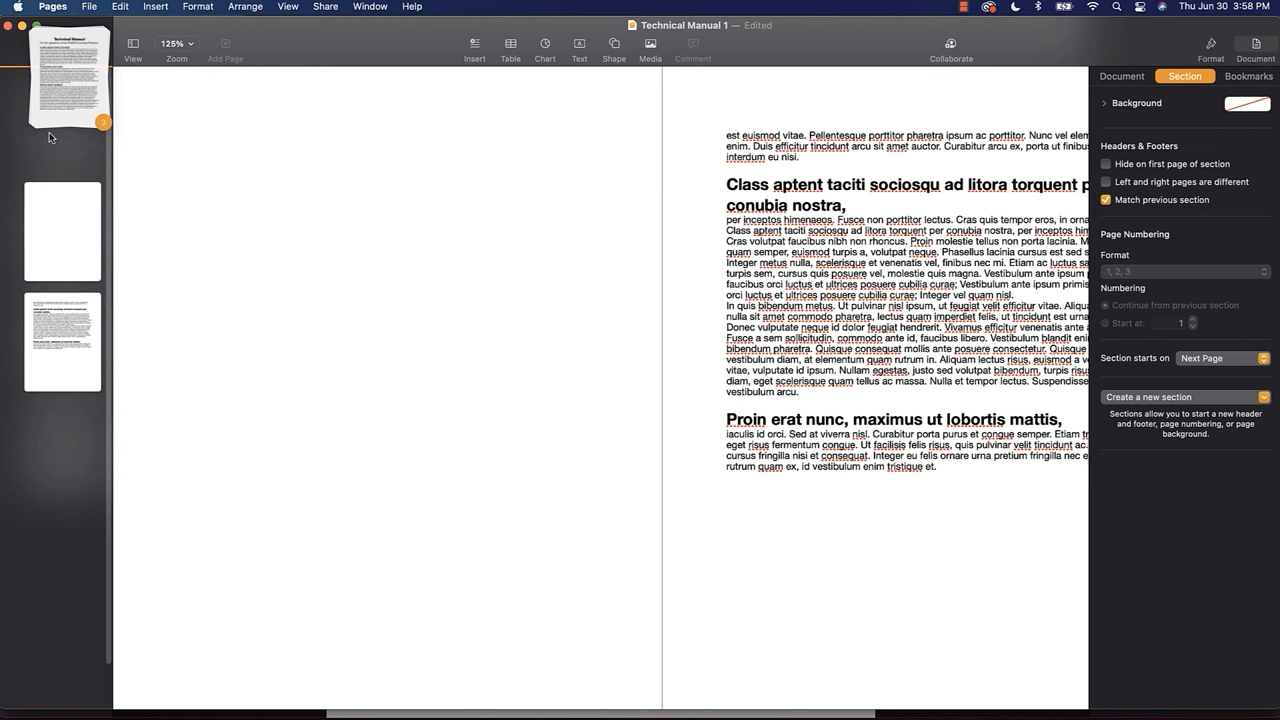 Pages File Edit Insert Format Arrange View Share Window Help
Thu Jun 30 3:58 PM
Technical Manual 1 — Edited
125%
View Zoom Add Page Insert Table Chart Text Shape Media Comment Collaborate Format Document
Technical Manual
3
Document Section Bookmarks
Background
Headers & Footers
Hide on first page of section
Left and right pages are different
Match previous section
Page Numbering
Format
1, 2, 3
Numbering
Continue from previous section
Start at: 1
Section starts on Next Page
Create a new section
Sections allow you to start a new header
and footer, page numbering, or page
background.
est euismod vitae. Pellentesque porttitor pharetra ipsum ac porttitor. Nunc vel elem
enim. Duis efficitur tincidunt arcu sit amet auctor. Curabitur arcu ex, porta ut finibus
interdum eu nisi.
Class aptent taciti sociosqu ad litora torquent p
conubia nostra,
per inceptos himenaeos. Fusce non porttitor lectus. Cras quis tempor eros, in orna
Class aptent taciti sociosqu ad litora torquent per conubia nostra, per inceptos him
Cras volutpat faucibus nibh non rhoncus. Proin molestie tellus non porta lacinia. M
quam semper, euismod turpis a, volutpat neque. Phasellus lacinia cursus est sed s
Integer metus nulla, scelerisque et venenatis vel, finibus nec mi. Etiam ac luctus sa
turpis sem, cursus quis posuere vel, molestie quis magna. Vestibulum ante ipsum p
faucibus orci luctus et ultrices posuere cubilia curae; Vestibulum ante ipsum primis
orci luctus et ultrices posuere cubilia curae; Integer vel quam nisl.
In quis bibendum metus. Ut pulvinar nisl ipsum, ut feugiat velit efficitur vitae. Aliqua
nulla sit amet commodo pharetra, lectus quam imperdiet felis, ut tincidunt est urna
Donec vulputate neque id dolor feugiat hendrerit. Vivamus efficitur venenatis ante a
Fusce a sem sollicitudin, commodo ante id, faucibus libero. Vestibulum blandit eni
bibendum pharetra. Quisque consequat mollis ante posuere consectetur. Quisque
vestibulum diam, at elementum quam rutrum in. Aliquam lectus risus, euismod a
vitae, vulputate id ipsum. Nullam egestas, justo sed volutpat bibendum, turpis risus
diam, eget scelerisque quam tellus ac massa. Nulla et tempor lectus. Suspendisse
vestibulum arcu.
Proin erat nunc, maximus ut lobortis mattis,
iaculis id orci. Sed at viverra nisl. Curabitur porta purus et congue semper. Etiam tr
eget risus fermentum congue. Ut facilisis felis risus, quis pulvinar velit tincidunt ac.
cursus fringilla nisi et consequat. Integer eu felis ornare urna pretium fringilla nec e
rutrum quam ex, id vestibulum enim tristique et.